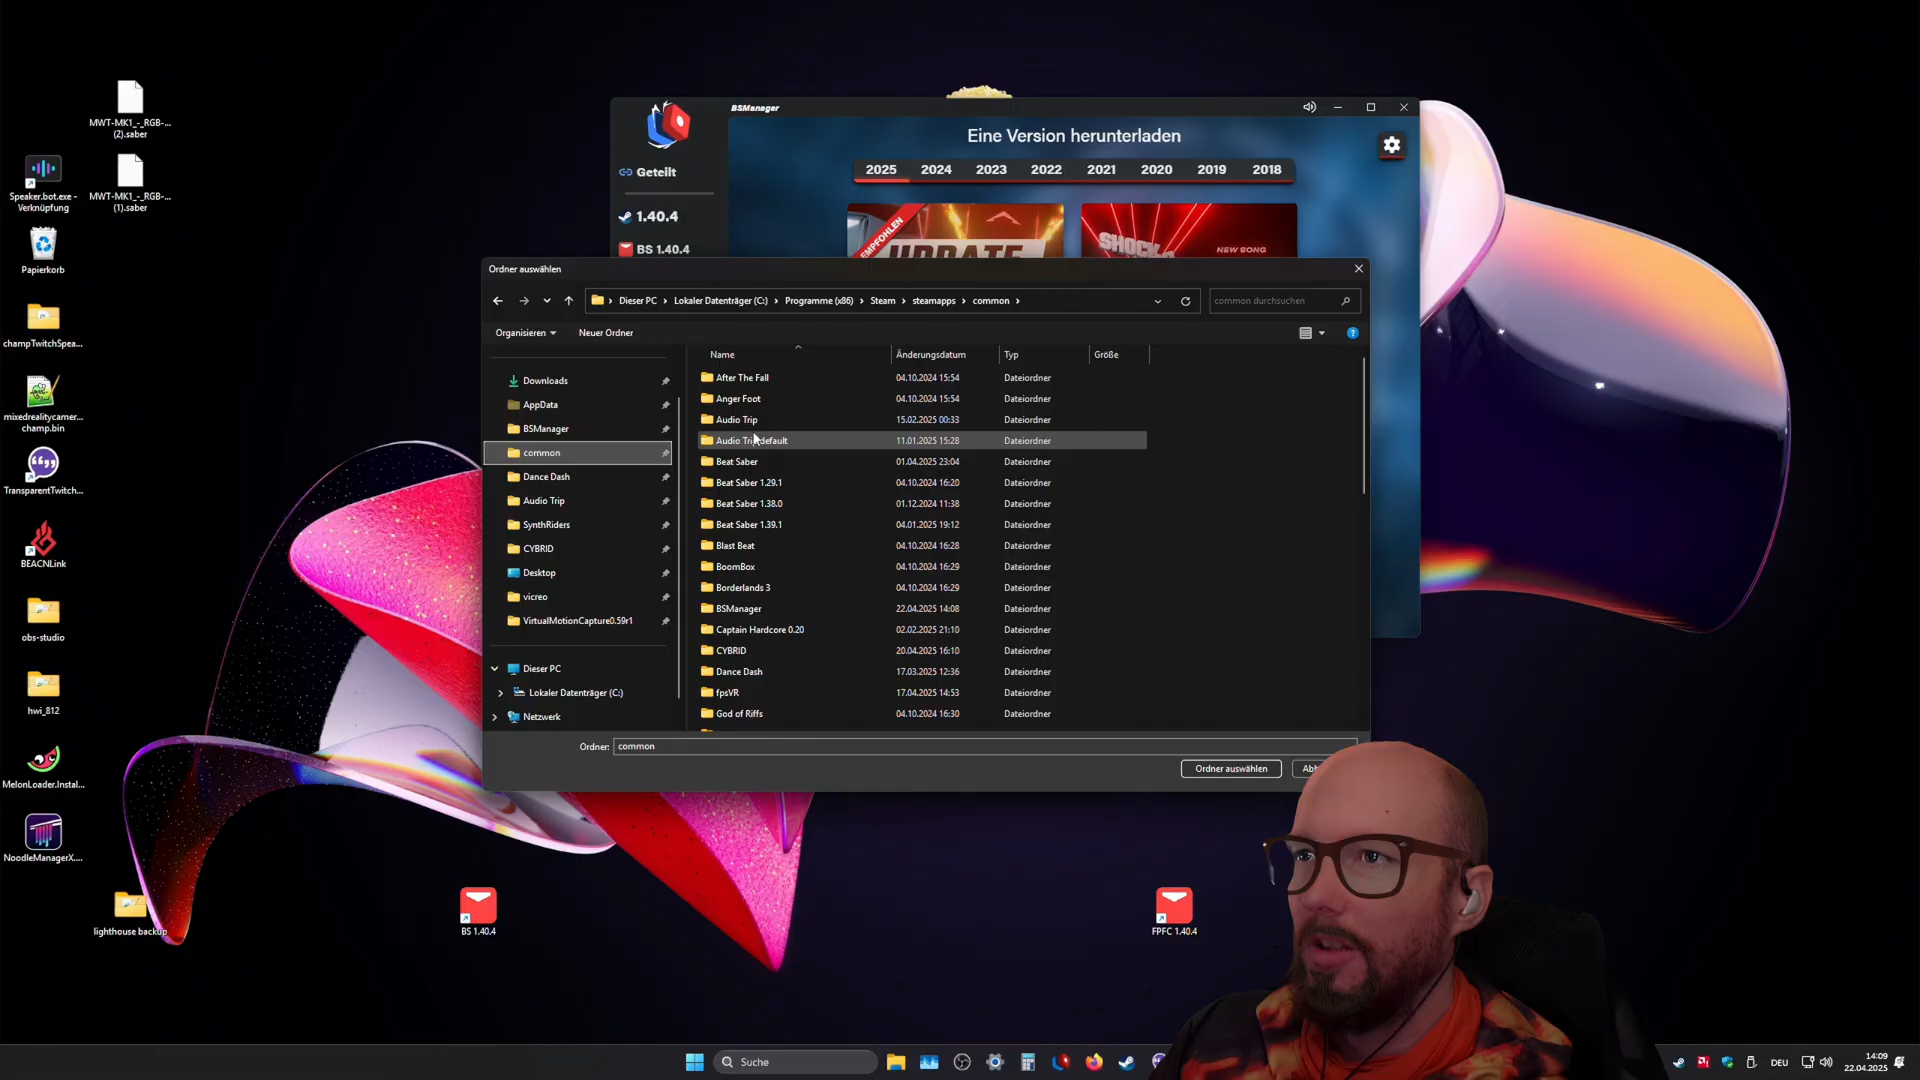 MWT-MK1_-_RGB-...
(2).saber
Speaker.bot.exe -
Verknüpfung
MWT-MK1_-_RGB-...
(1).saber
Papierkorb
champTwitchSpea...
mixedrealitycamer...
champ.bin
TransparentTwitch...
BEACNLink
obs-studio
hwi_812
MelonLoader.Instal...
NoodleManagerX....
lighthouse backup
BS 1.40.4
FPFC 1.40.4
BSManager
Eine Version herunterladen
Geteilt
2025 2024 2023 2022 2021 2020 2019 2018
1.40.4
BS 1.40.4
EMPFOHLEN
UPDATE
SHOCK
NEW SONG
Ordner auswählen
Dieser PC › Lokaler Datenträger (C:) › Programme (x86) › Steam › steamapps › common ›
common durchsuchen
Organisieren
Neuer Ordner
Name Änderungsdatum Typ Größe
Downloads
AppData
BSManager
common
Dance Dash
Audio Trip
SynthRiders
CYBRID
Desktop
vicreo
VirtualMotionCapture0.59r1
Dieser PC
Lokaler Datenträger (C:)
Netzwerk
After The Fall 04.10.2024 15:54 Dateiordner
Anger Foot 04.10.2024 15:54 Dateiordner
Audio Trip 15.02.2025 00:33 Dateiordner
Audio Trip default 11.01.2025 15:28 Dateiordner
Beat Saber 01.04.2025 23:04 Dateiordner
Beat Saber 1.29.1 04.10.2024 16:20 Dateiordner
Beat Saber 1.38.0 01.12.2024 11:38 Dateiordner
Beat Saber 1.39.1 04.01.2025 19:12 Dateiordner
Blast Beat 04.10.2024 16:28 Dateiordner
BoomBox 04.10.2024 16:29 Dateiordner
Borderlands 3 04.10.2024 16:29 Dateiordner
BSManager 22.04.2025 14:08 Dateiordner
Captain Hardcore 0.20 02.02.2025 21:10 Dateiordner
CYBRID 20.04.2025 16:10 Dateiordner
Dance Dash 17.03.2025 12:36 Dateiordner
fpsVR 17.04.2025 14:53 Dateiordner
God of Riffs 04.10.2024 16:30 Dateiordner
Ordner: common
Ordner auswählen
Abb
Suche
DEU
14:09
22.04.2025